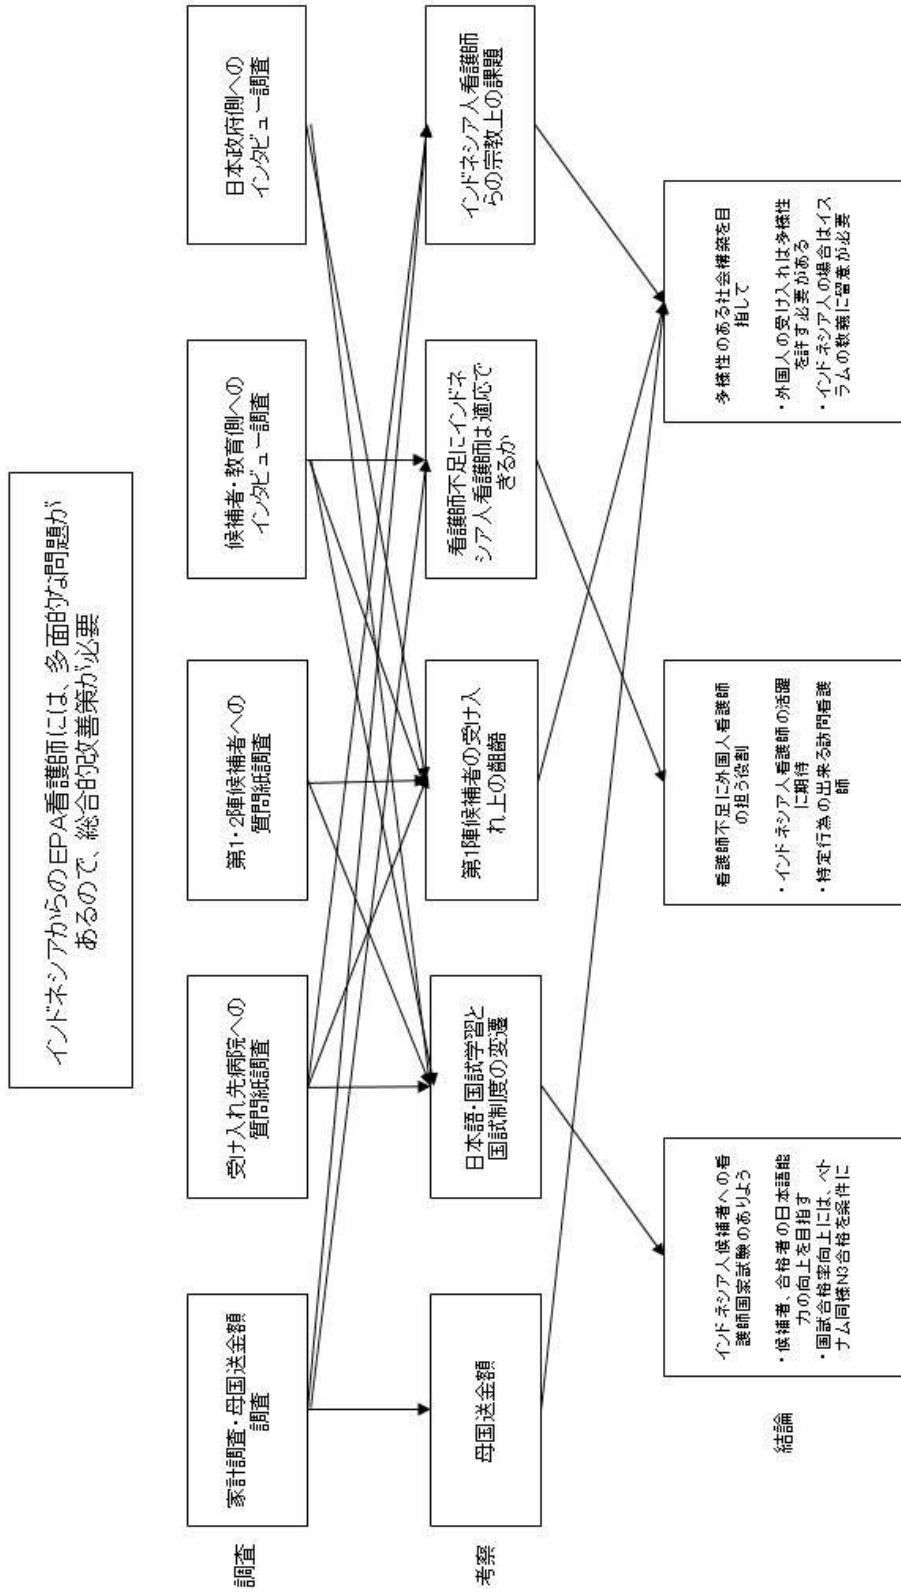 インドネシアからのEPA看護師には、多面的な問題が
あるので、総合的改善策が必要
調査
家計調査・母国送金額
調査
受け入れ先病院への
質問紙調査
第1・2陣候補者への
質問紙調査
候補者・教育側への
インタビュー調査
日本政府側への
インタビュー調査
考察
母国送金額
日本語・国試学習と
国試制度の変遷
第1陣候補者の受け入
れ上の齟齬
看護師不足にインドネ
シア人看護師は適応で
きるか
インドネシア人看護師
らの宗教上の課題
結論
インドネシア人候補者への看
護師国家試験のありよう
・候補者、合格者の日本語能
力の向上を目指す
・国試合格率向上には、ベト
ナム同様N3合格を条件に
看護師不足に外国人看護師
の担う役割
・インドネシア人看護師の活躍
に期待
・特定行為の出来る訪問看護
師
多様性のある社会構築を目
指して
・外国人の受け入れは多様性
を許す必要がある
・インドネシア人の場合はイス
ラムの教義に留意が必要